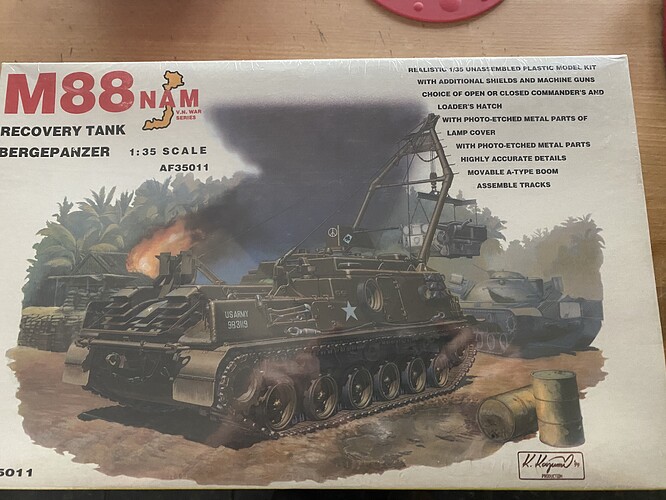 M88 NAM
V.N. WAR
SERIES
RECOVERY TANK
BERGEPANZER 1:35 SCALE
AF35011
REALISTIC 1/35 UNASSEMBLED PLASTIC MODEL KIT
WITH ADDITIONAL SHIELDS AND MACHINE GUNS
CHOICE OF OPEN OR CLOSED COMMANDER'S AND
LOADER'S HATCH
WITH PHOTO-ETCHED METAL PARTS OF
LAMP COVER
WITH PHOTO-ETCHED METAL PARTS
HIGHLY ACCURATE DETAILS
MOVABLE A-TYPE BOOM
ASSEMBLE TRACKS
US ARMY
5011
PRODUCTION